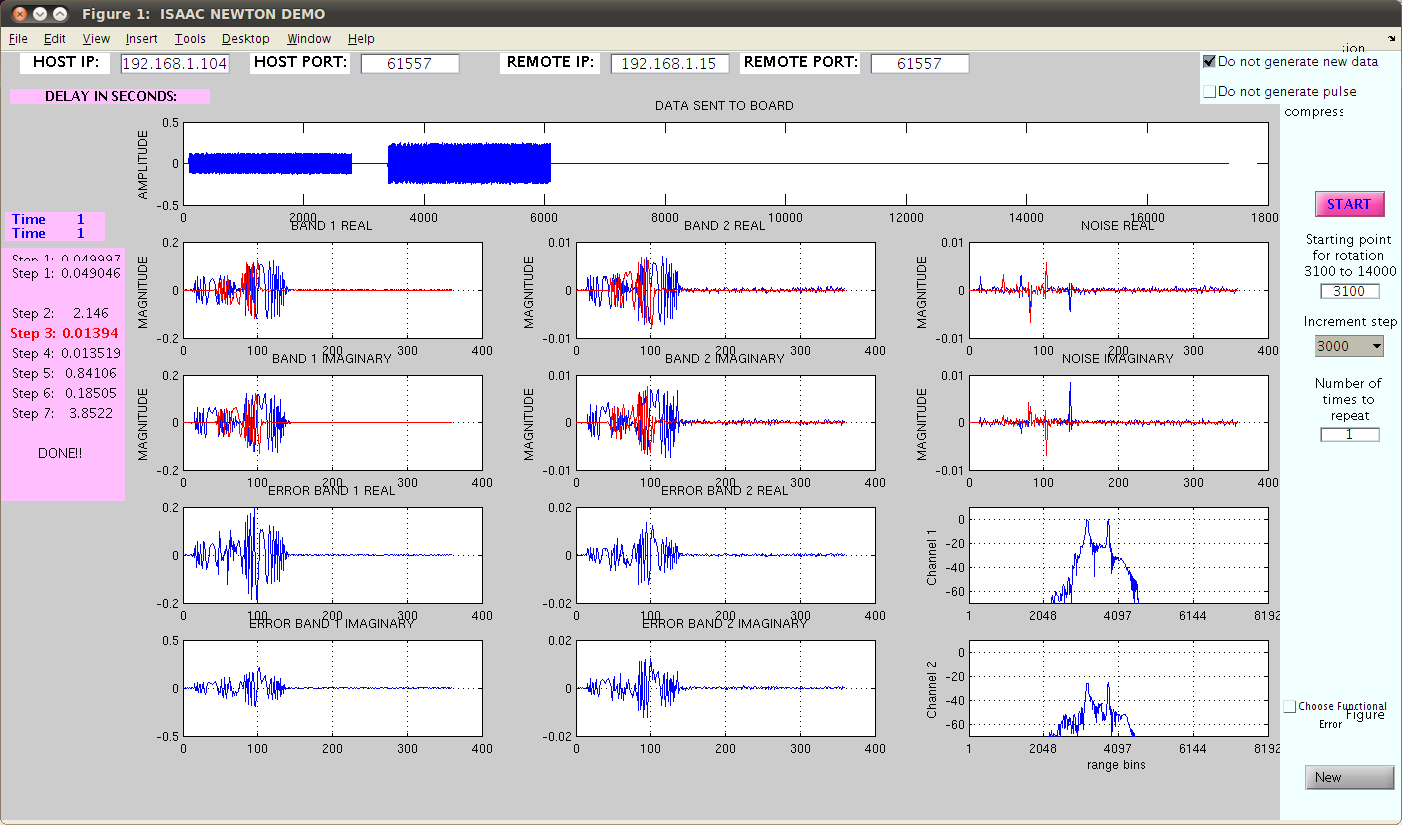 Figure 1: ISAAC NEWTON DEMO
File Edit View Insert Tools Desktop Window Help
HOST IP: 192.168.1.104 HOST PORT: 61557 REMOTE IP: 192.168.1.15 REMOTE PORT: 61557
Do not generate new data
Do not generate pulse
compress
DELAY IN SECONDS:
DATA SENT TO BOARD
AMPLITUDE
0.5
0
-0.5
0 2000 4000 6000 8000 10000 12000 14000 16000 1800
Time 1
Time 1
Step 1: 0.049997
Step 1: 0.049046
Step 2: 2.146
Step 3: 0.01394
Step 4: 0.013519
Step 5: 0.84106
Step 6: 0.18505
Step 7: 3.8522
DONE!!
BAND 1 REAL
MAGNITUDE
0.2
0
-0.2
0 100 200 300 400
BAND 2 REAL
MAGNITUDE
0.01
0
-0.01
0 100 200 300 400
NOISE REAL
MAGNITUDE
0.01
0
-0.01
0 100 200 300 400
BAND 1 IMAGINARY
MAGNITUDE
0.2
0
-0.2
0 100 200 300 400
BAND 2 IMAGINARY
MAGNITUDE
0.01
0
-0.01
0 100 200 300 400
NOISE IMAGINARY
MAGNITUDE
0.01
0
-0.01
0 100 200 300 400
ERROR BAND 1 REAL
0.2
0
-0.2
0 100 200 300 400
ERROR BAND 2 REAL
0.02
0
-0.02
0 100 200 300 400
Channel 1
0
-20
-40
-60
1 2048 4097 6144 8192
ERROR BAND 1 IMAGINARY
0.5
0
-0.5
0 100 200 300 400
ERROR BAND 2 IMAGINARY
0.02
0
-0.02
0 100 200 300 400
Channel 2
0
-20
-40
-60
1 2048 4097 6144 8192
range bins
START
Starting point
for rotation
3100 to 14000
3100
Increment step
3000
Number of
times to
repeat
1
Choose Functional
Error
Figure
New